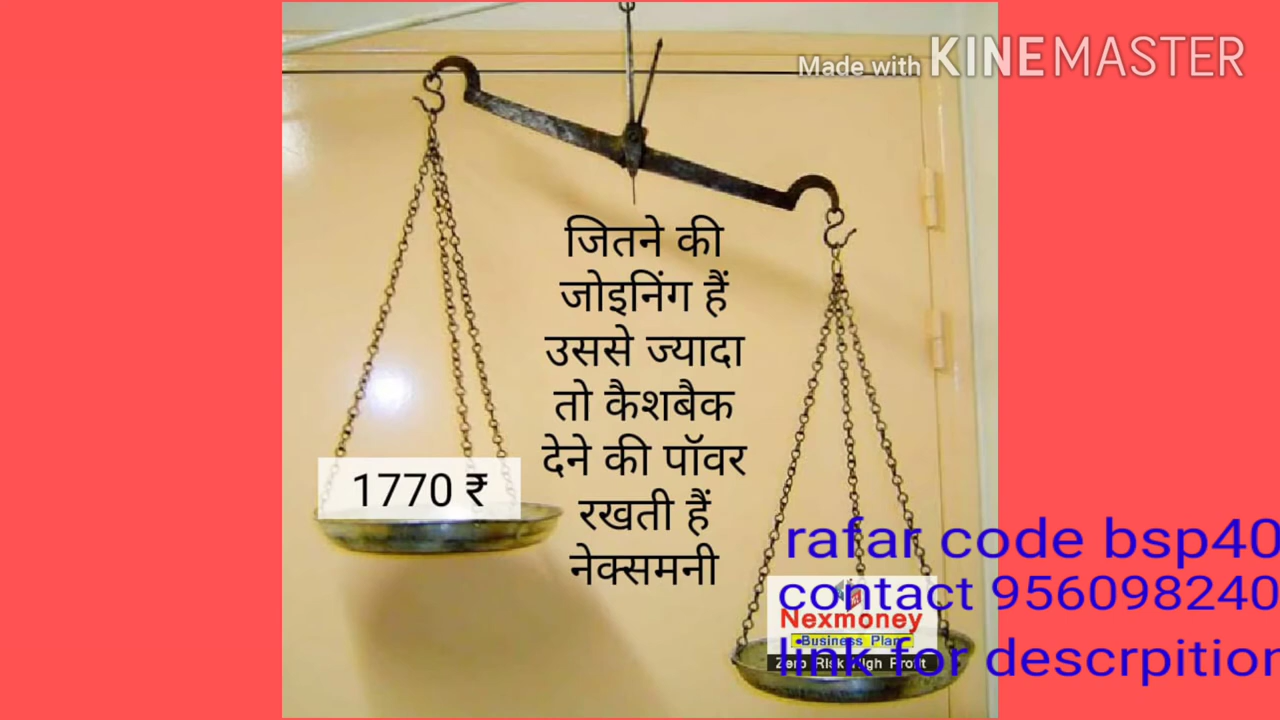 Made with KINEMASTER
जितने की
जोइनिंग हैं
उससे ज्यादा
तो कैशबैक
देने की पॉवर
रखती हैं
नेक्समनी
1770 ₹
rafar code bsp40
contact 956098240
Nexmoney
Business Plan
link for descrpition
Zero Risk High Profit